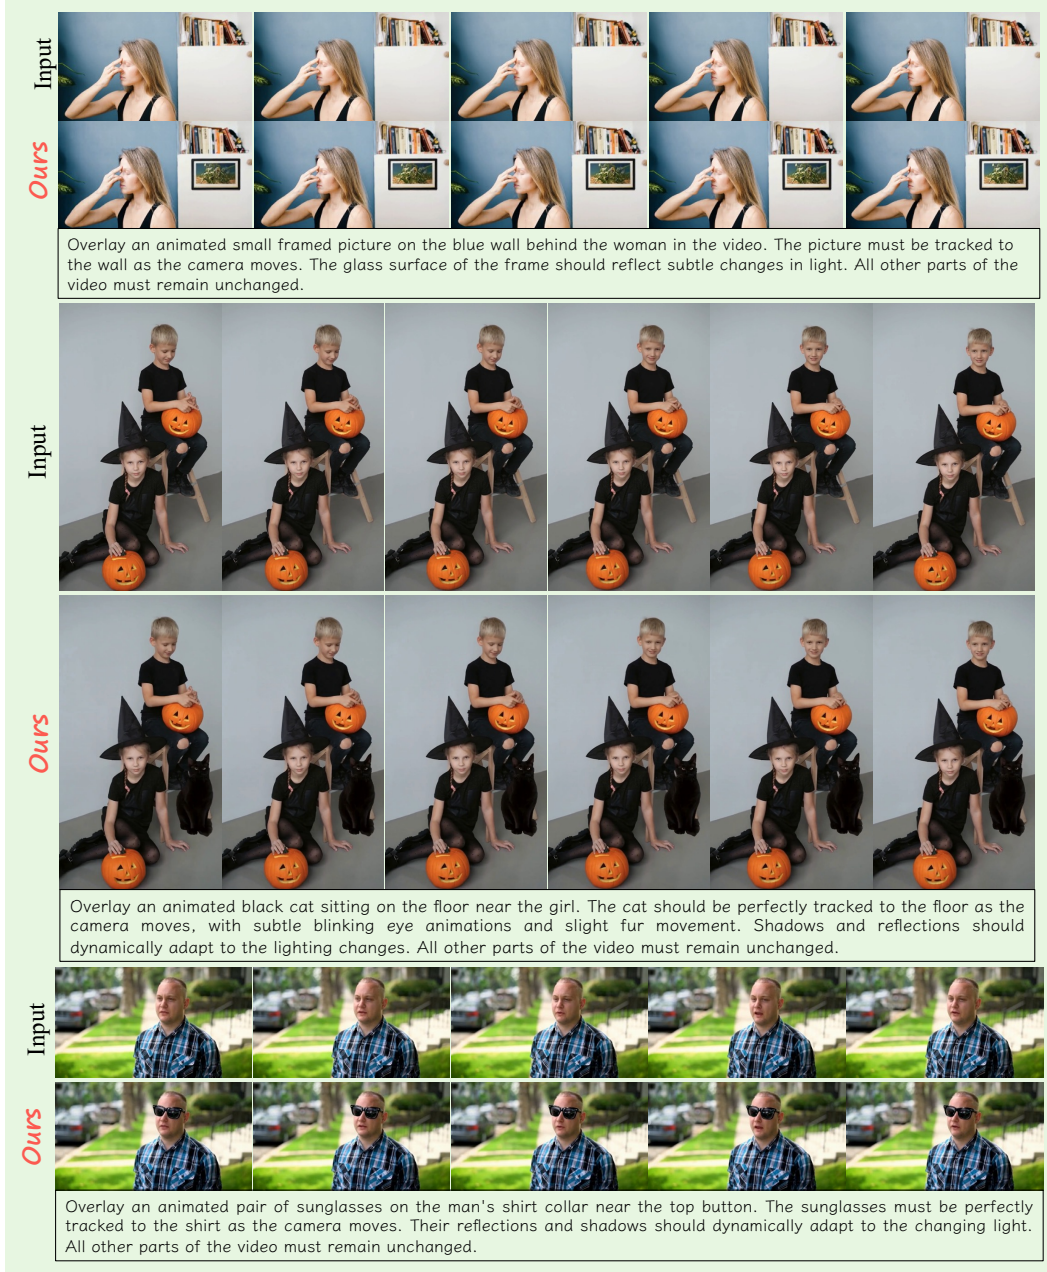 Input
Ours
Overlay an animated small framed picture on the blue wall behind the woman in the video. The picture must be tracked to
the wall as the camera moves. The glass surface of the frame should reflect subtle changes in light. All other parts of the
video must remain unchanged.
Input
Ours
Overlay an animated black cat sitting on the floor near the girl. The cat should be perfectly tracked to the floor as the
camera moves, with subtle blinking eye animations and slight fur movement. Shadows and reflections should
dynamically adapt to the lighting changes. All other parts of the video must remain unchanged.
Input
Ours
Overlay an animated pair of sunglasses on the man's shirt collar near the top button. The sunglasses must be perfectly
tracked to the shirt as the camera moves. Their reflections and shadows should dynamically adapt to the changing light.
All other parts of the video must remain unchanged.